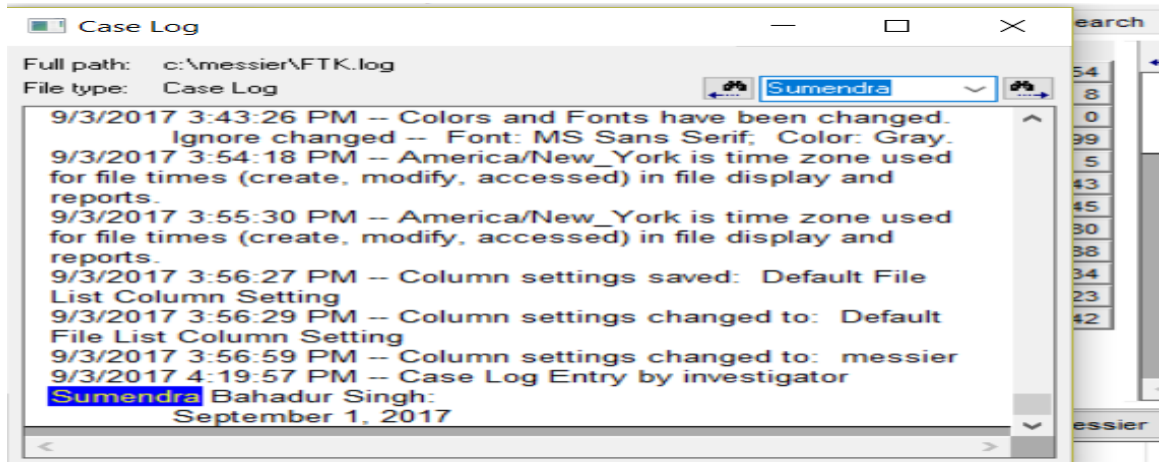 Case Log
earch
Full path: c:\messier\FTK.log
File type: Case Log
Sumendra
9/3/2017 3:43:26 PM -- Colors and Fonts have been changed.
Ignore changed -- Font: MS Sans Serif; Color: Gray.
9/3/2017 3:54:18 PM -- America/New_York is time zone used
for file times (create, modify, accessed) in file display and
reports.
9/3/2017 3:55:30 PM -- America/New_York is time zone used
for file times (create, modify, accessed) in file display and
reports.
9/3/2017 3:56:27 PM -- Column settings saved: Default File
List Column Setting
9/3/2017 3:56:29 PM -- Column settings changed to: Default
File List Column Setting
9/3/2017 3:56:59 PM -- Column settings changed to: messier
9/3/2017 4:19:57 PM -- Case Log Entry by investigator
Sumendra Bahadur Singh:
September 1, 2017
54
8
0
99
5
43
45
30
38
34
23
42
essier